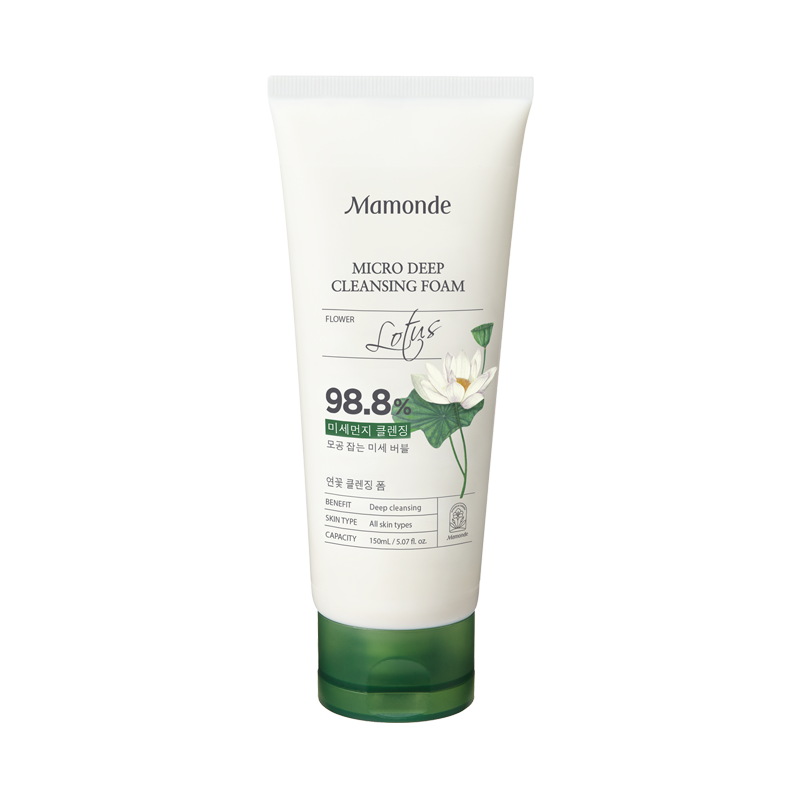 Mamonde
MICRO DEEP
CLEANSING FOAM
FLOWER
Lotus
98.8%
미세먼지 클렌징
모공 잡는 미세 버블
연꽃 클렌징 폼
BENEFIT Deep cleansing
SKIN TYPE All skin types
CAPACITY 150mL / 5.07 fl. oz.
Mamonde